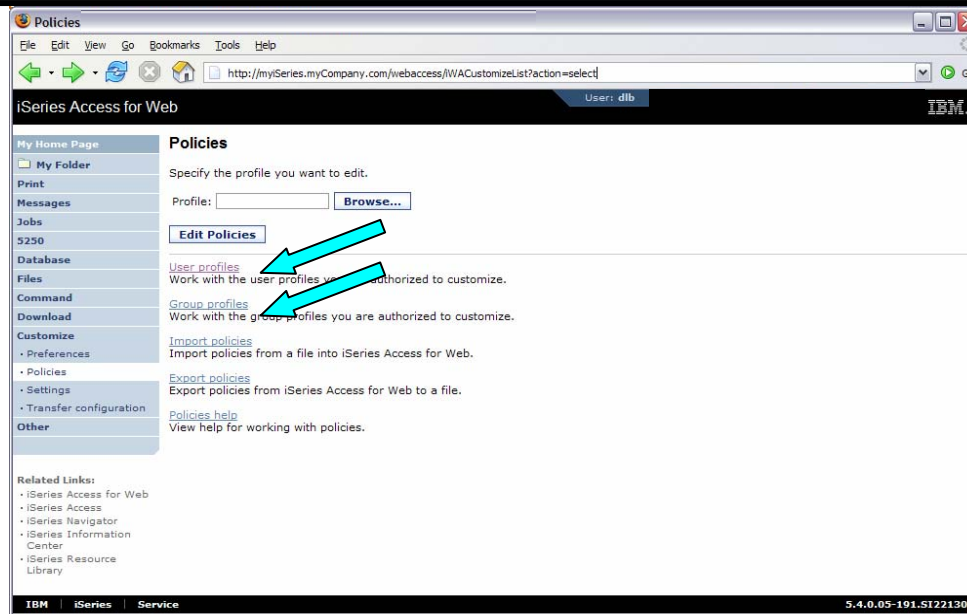 Policies
File Edit View Go Bookmarks Tools Help
http://myiSeries.myCompany.com/webaccess/iWACustomizeList?action=select
iSeries Access for Web
User: dlb
IBM.
My Home Page
My Folder
Print
Messages
Jobs
5250
Database
Files
Command
Download
Customize
• Preferences
• Policies
• Settings
• Transfer configuration
Other
Related Links:
• iSeries Access for Web
• iSeries Access
• iSeries Navigator
• iSeries Information
Center
• iSeries Resource
Library
Policies
Specify the profile you want to edit.
Profile: Browse...
Edit Policies
User profiles
Work with the user profiles authorized to customize.
Group profiles
Work with the group profiles you are authorized to customize.
Import policies
Import policies from a file into iSeries Access for Web.
Export policies
Export policies from iSeries Access for Web to a file.
Policies help
View help for working with policies.
IBM | iSeries | Service
5.4.0.05-191.SI22130